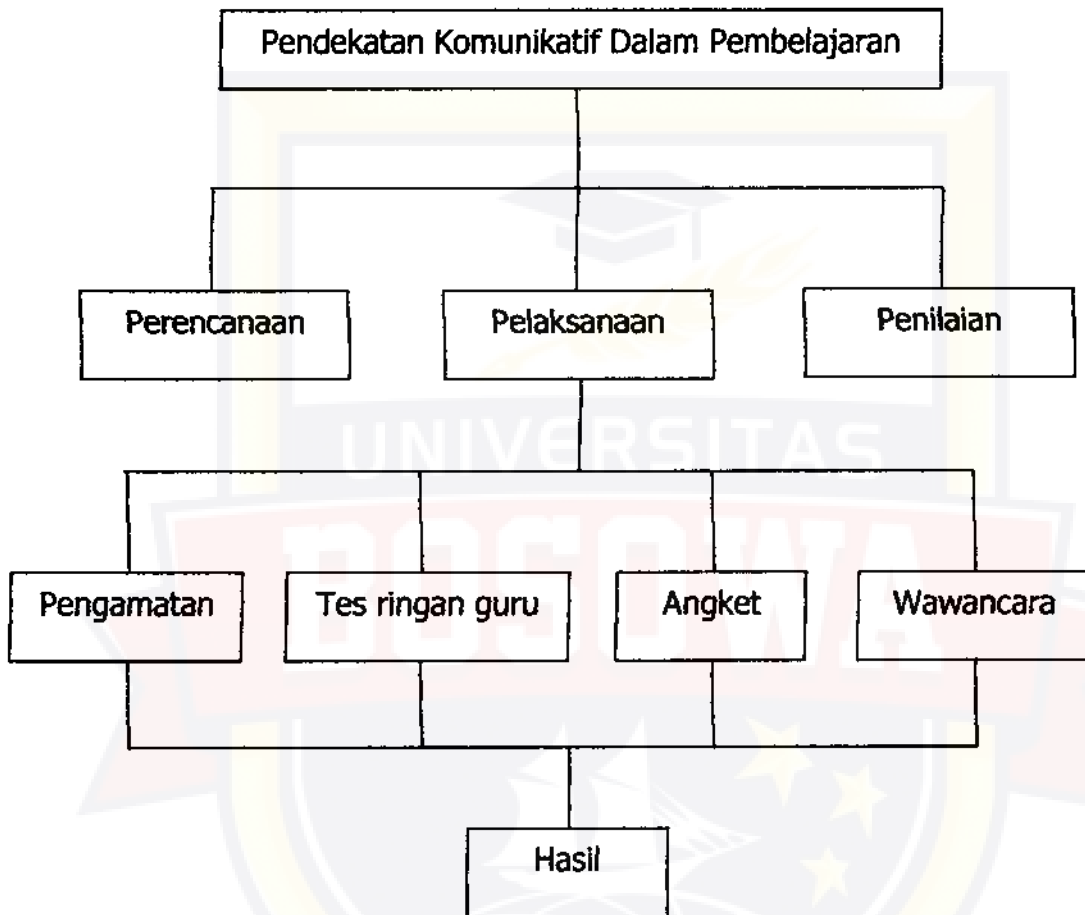 Pendekatan Komunikatif Dalam Pembelajaran
Perencanaan
Pelaksanaan
Penilaian
UNIVERSITAS
BOSOWA
Pengamatan
Tes ringan guru
Angket
Wawancara
Hasil